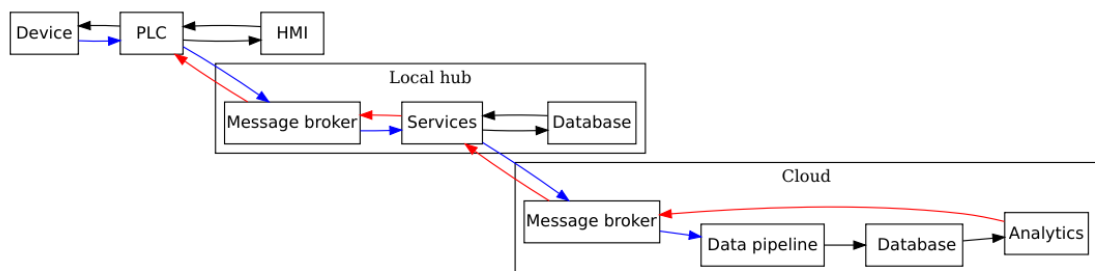 Device
PLC
HMI
Local hub
Message broker
Services
Database
Cloud
Message broker
Data pipeline
Database
Analytics